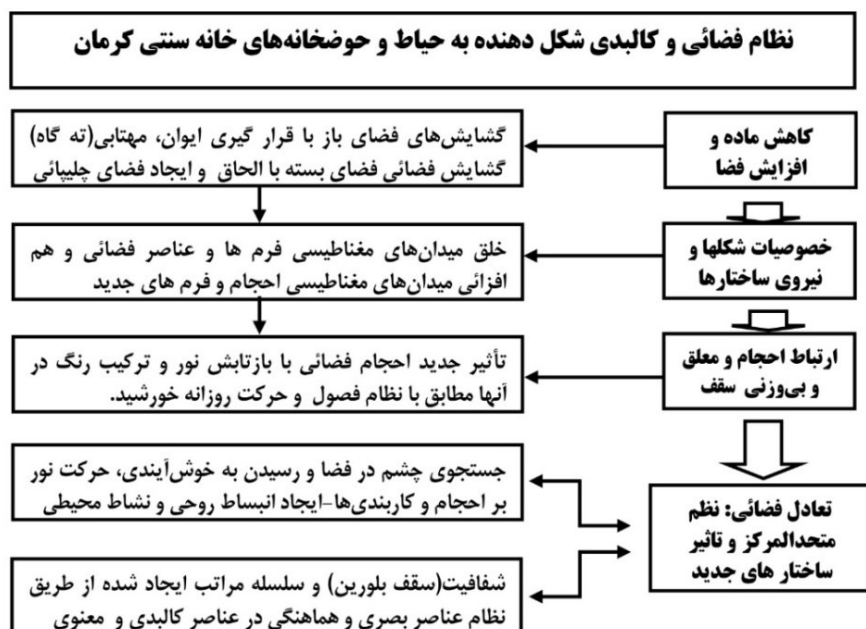 نظام فضائی و کالبدی شکل دهنده به حیاط و حوضخانه‌های خانه سنتی کرمان
کاهش ماده و
افزایش فضا
گشایش‌های فضای باز با قرار گیری ایوان، مهتابی(ته گاه)
گشایش فضائی فضای بسته با الحاق و ایجاد فضای چلیپائی
خصوصیات شکلها و
نیروی ساختارها
خلق میدان‌های مغناطیسی فرم ها و عناصر فضائی و هم
افزائی میدان‌های مغناطیسی احجام و فرم های جدید
ارتباط احجام و معلق
و بی‌وزنی سقف
تأثیر جدید احجام فضائی با بازتابش نور و ترکیب رنگ در
آنها مطابق با نظام فصول و حرکت روزانه خورشید.
تعادل فضائی: نظم
متحدالمرکز و تاثیر
ساختار های جدید
جستجوی چشم در فضا و رسیدن به خوش‌آیندی، حرکت نور
بر احجام و کاربندی‌ها-ایجاد انبساط روحی و نشاط محیطی
شفافیت(سقف بلورین) و سلسله مراتب ایجاد شده از طریق
نظام عناصر بصری و هماهنگی در عناصر کالبدی و معنوی